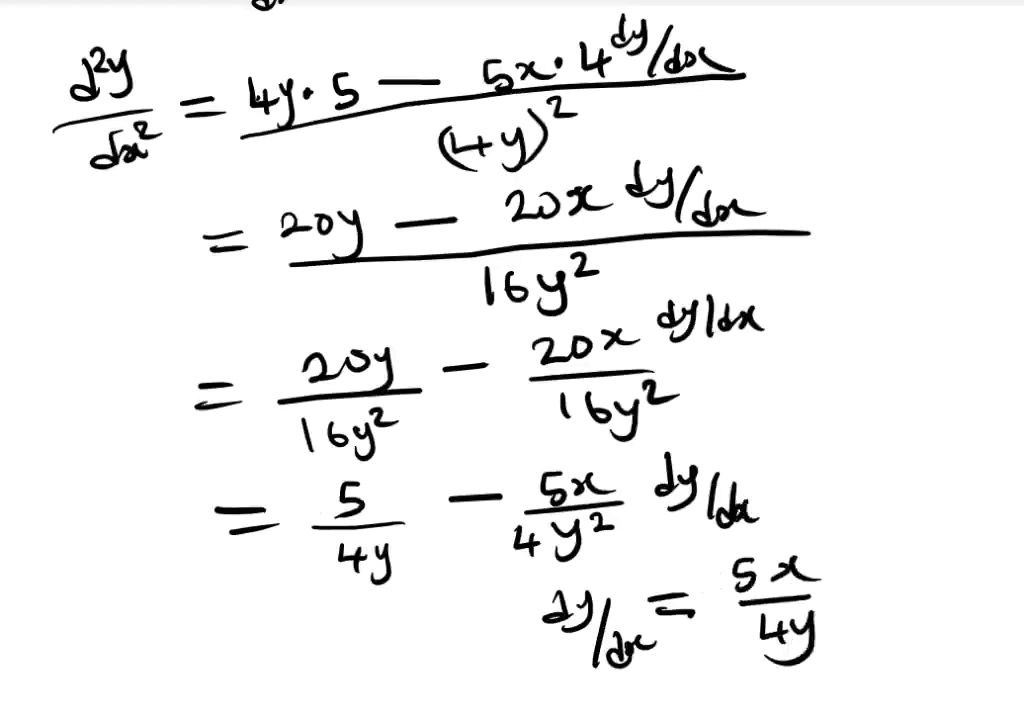 d²y/dx² = (4y · 5 − 5x · 4 dy/dx)/(4y)²
= (20y − 20x dy/dx)/16y²
= 20y/16y² − 20x dy/dx/16y²
= 5/4y − 5x/4y² dy/dx
dy/dx = 5x/4y